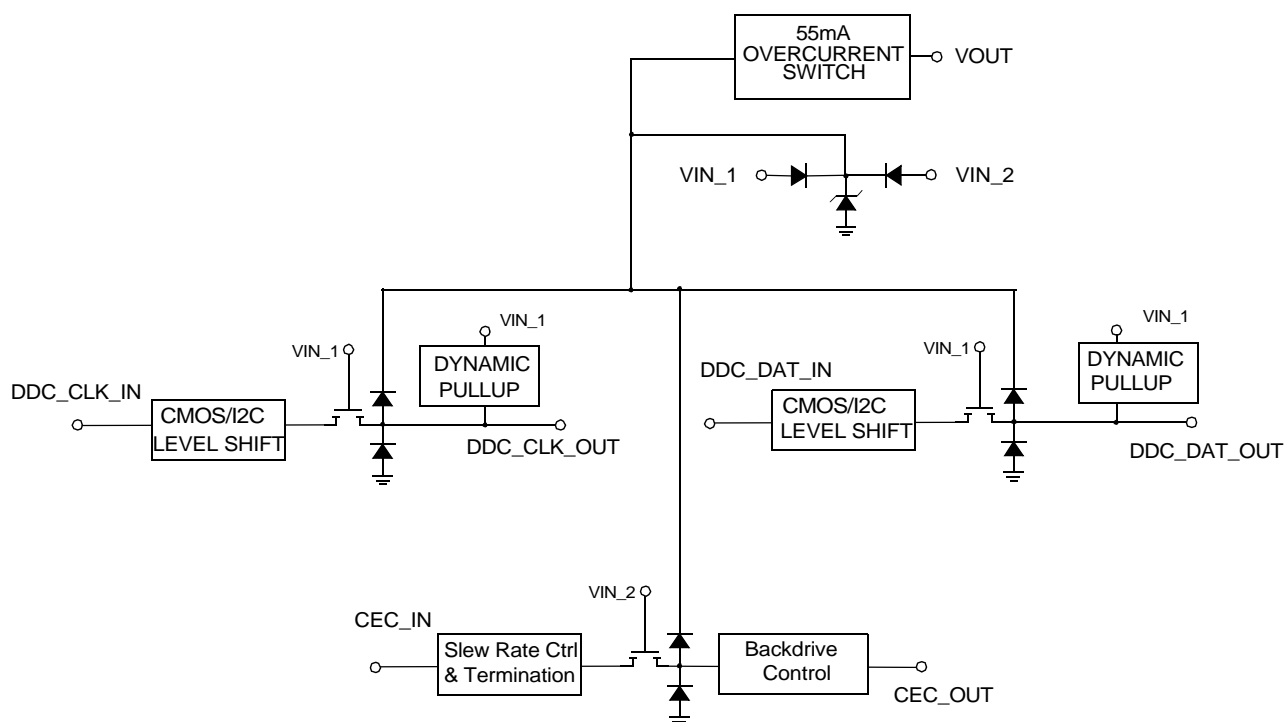 55mA
OVERCURRENT
SWITCH
VOUT
VIN_1
VIN_2
VIN_1
VIN_1
DYNAMIC
PULLUP
DDC_CLK_IN
CMOS/I2C
LEVEL SHIFT
DDC_CLK_OUT
VIN_1
VIN_1
DYNAMIC
PULLUP
DDC_DAT_IN
CMOS/I2C
LEVEL SHIFT
DDC_DAT_OUT
VIN_2
CEC_IN
Slew Rate Ctrl
& Termination
Backdrive
Control
CEC_OUT